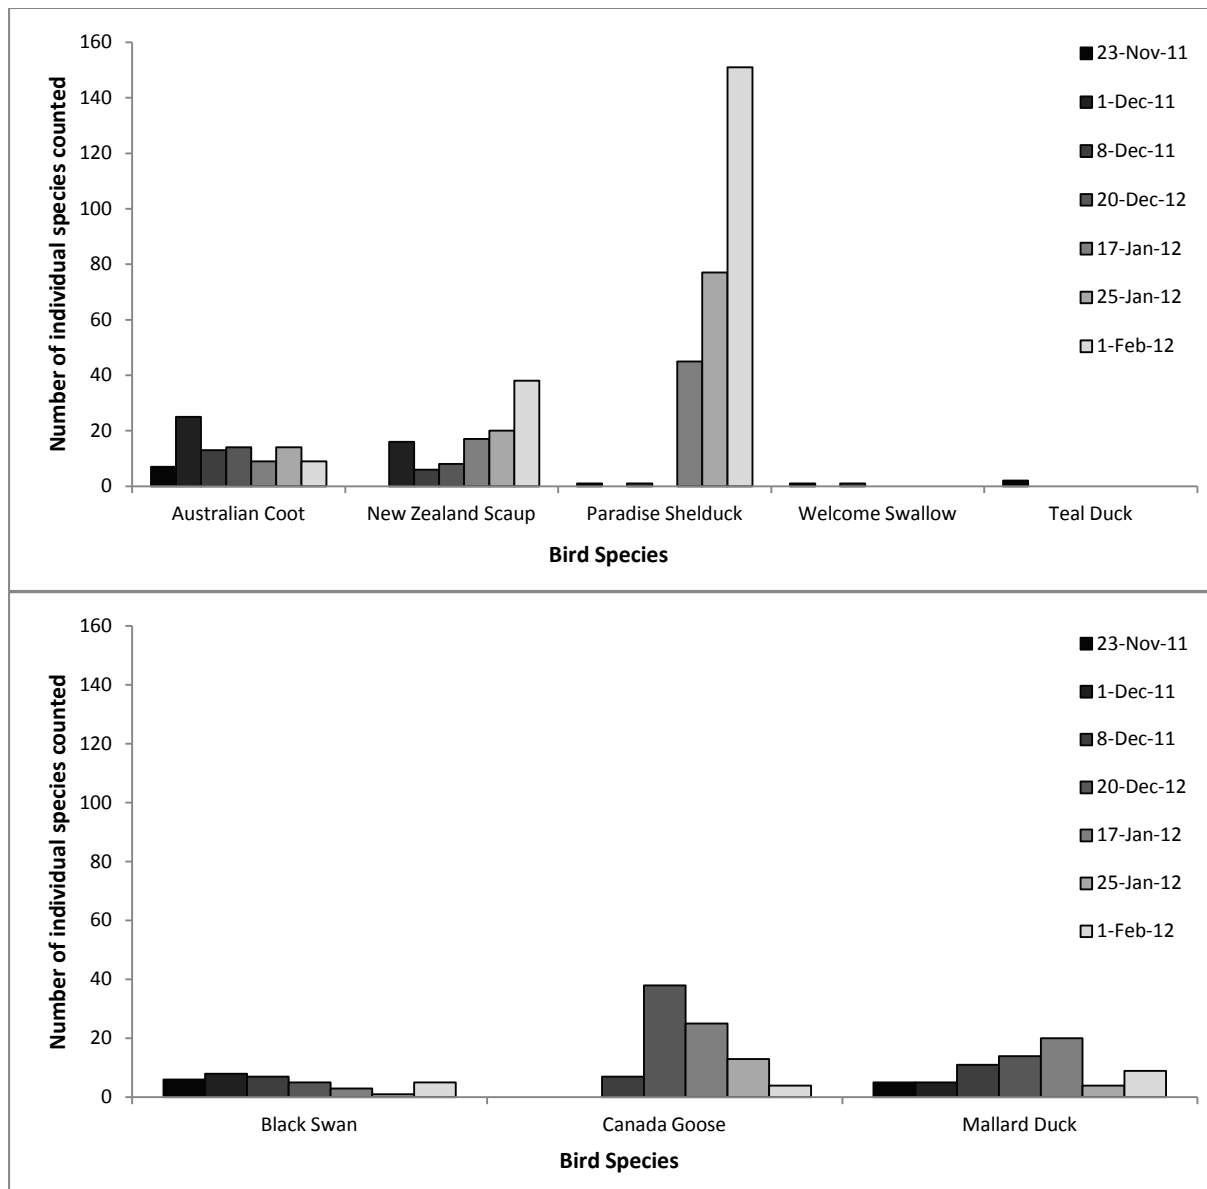 Number of individual species counted
160
140
120
100
80
60
40
20
0
23-Nov-11
1-Dec-11
8-Dec-11
20-Dec-12
17-Jan-12
25-Jan-12
1-Feb-12
Australian Coot New Zealand Scaup Paradise Shelduck Welcome Swallow Teal Duck
Bird Species
Number of individual species counted
160
140
120
100
80
60
40
20
0
23-Nov-11
1-Dec-11
8-Dec-11
20-Dec-12
17-Jan-12
25-Jan-12
1-Feb-12
Black Swan Canada Goose Mallard Duck
Bird Species